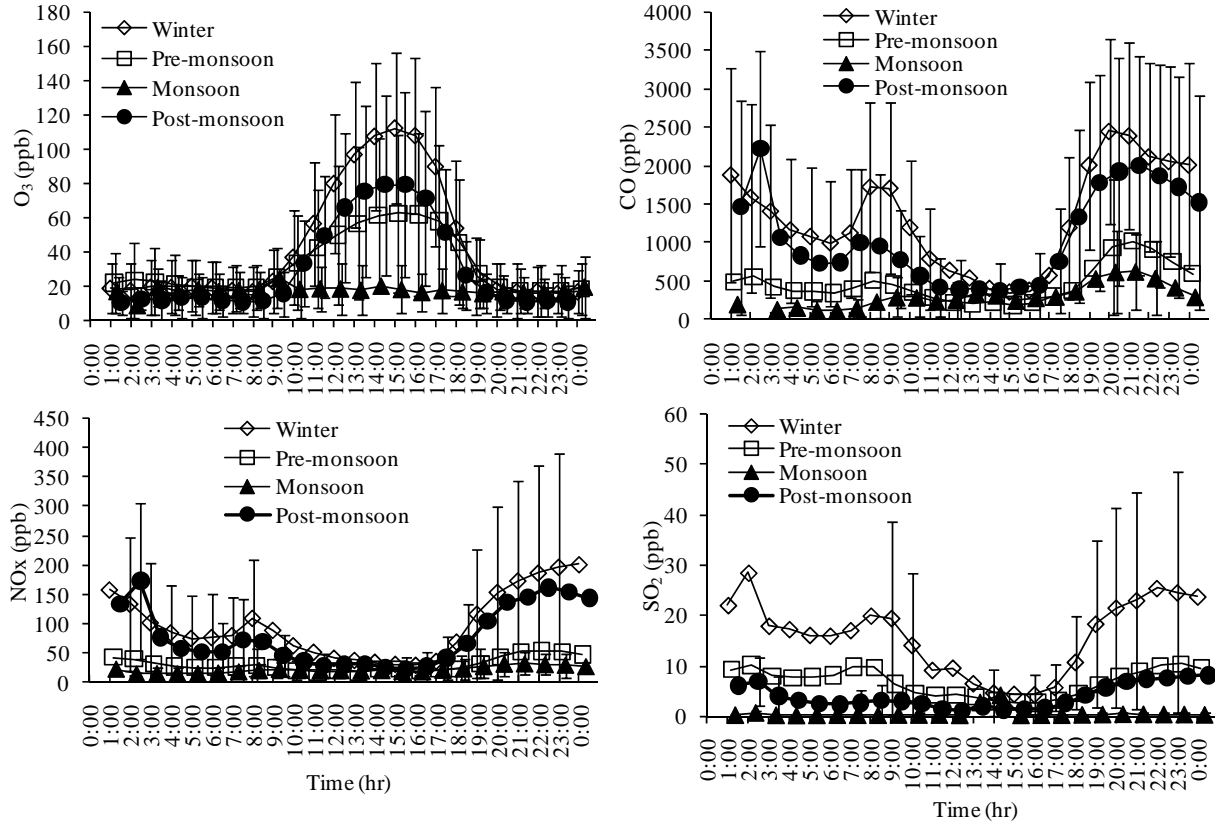 180
160
140
120
100
80
60
40
20
0
O3 (ppb)
Winter
Pre-monsoon
Monsoon
Post-monsoon
0:00 1:00 2:00 3:00 4:00 5:00 6:00 7:00 8:00 9:00 10:00 11:00 12:00 13:00 14:00 15:00 16:00 17:00 18:00 19:00 20:00 21:00 22:00 23:00 0:00
4000
3500
3000
2500
2000
1500
1000
500
0
CO (ppb)
Winter
Pre-monsoon
Monsoon
Post-monsoon
0:00 1:00 2:00 3:00 4:00 5:00 6:00 7:00 8:00 9:00 10:00 11:00 12:00 13:00 14:00 15:00 16:00 17:00 18:00 19:00 20:00 21:00 22:00 23:00 0:00
450
400
350
300
250
200
150
100
50
0
NOx (ppb)
Winter
Pre-monsoon
Monsoon
Post-monsoon
0:00 1:00 2:00 3:00 4:00 5:00 6:00 7:00 8:00 9:00 10:00 11:00 12:00 13:00 14:00 15:00 16:00 17:00 18:00 19:00 20:00 21:00 22:00 23:00 0:00
Time (hr)
60
50
40
30
20
10
0
SO2 (ppb)
Winter
Pre-monsoon
Monsoon
Post-monsoon
0:00 1:00 2:00 3:00 4:00 5:00 6:00 7:00 8:00 9:00 10:00 11:00 12:00 13:00 14:00 15:00 16:00 17:00 18:00 19:00 20:00 21:00 22:00 23:00 0:00
Time (hr)